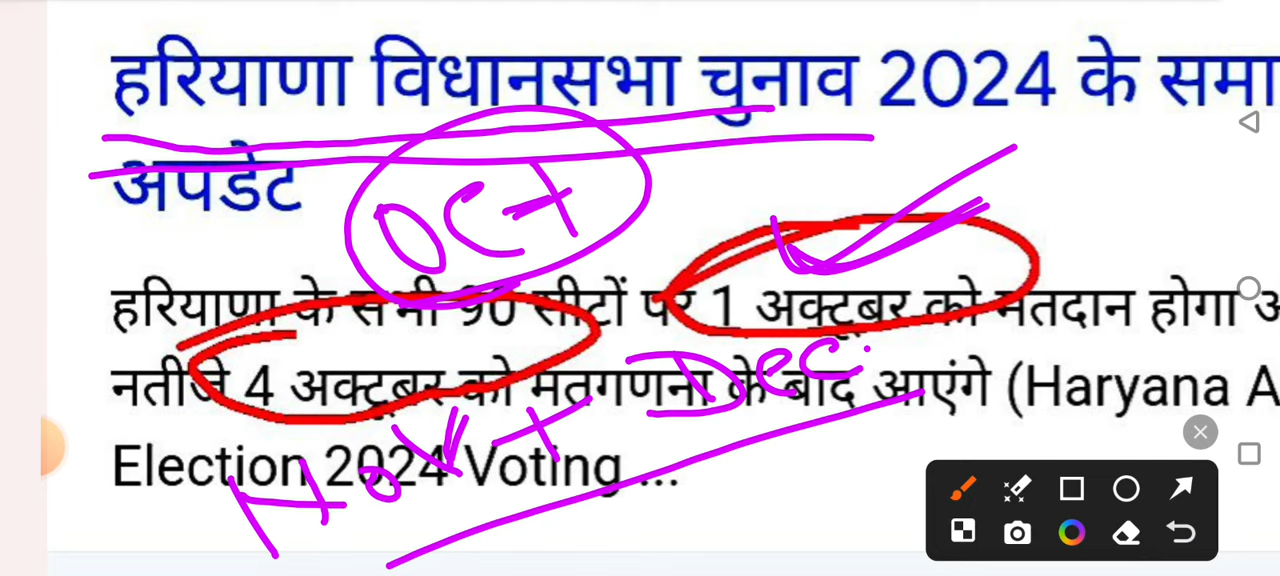 हरियाणा विधानसभा चुनाव 2024 के समा
अपडेट
Oct
हरियाणा के सभी 90 सीटों पर 1 अक्टूबर को मतदान होगा अ
नतीजे 4 अक्टूबर को मतगणना के बाद आएंगे (Haryana A
Dec.
Election 2024 Voting ...
Nov +